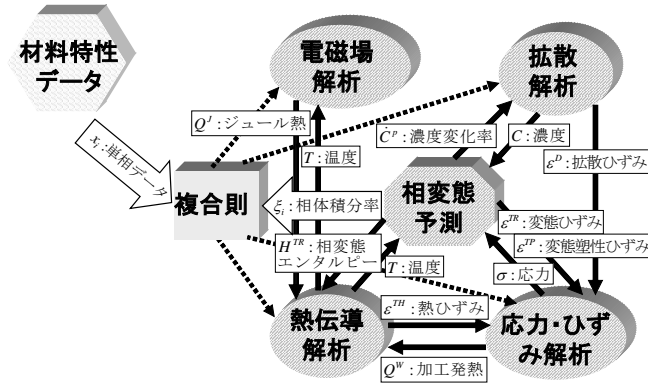 材料特性
データ
電磁場
解析
拡散
解析
Q^J:ジュール熱
Ċ^P:濃度変化率
C:濃度
x_i:単相データ
T:温度
ε^D:拡散ひずみ
複合則
ξ_i:相体積分率
相変態
予測
ε^TR:変態ひずみ
H^TR:相変態
エンタルピー
ε^TP:変態塑性ひずみ
T:温度
σ:応力
熱伝導
解析
ε^TH:熱ひずみ
応力・ひず
み解析
Q^W:加工発熱